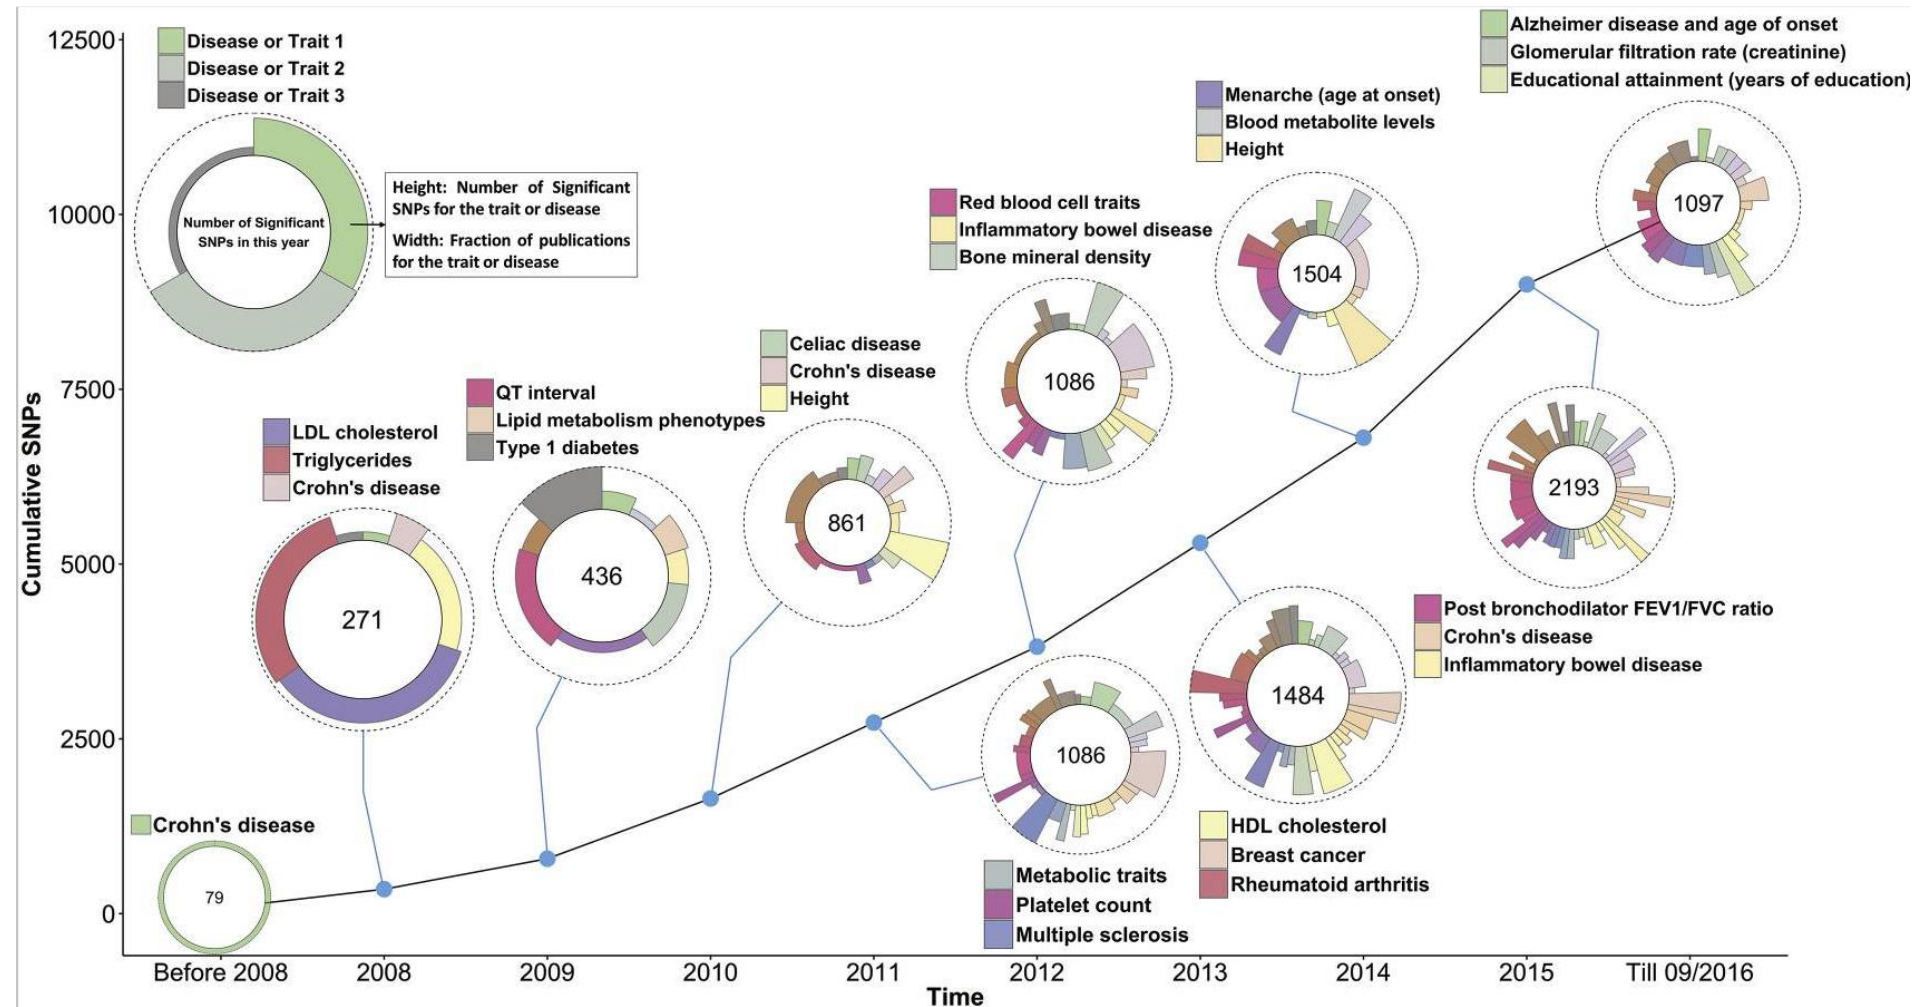 Cumulative SNPs
12500
10000
7500
5000
2500
0
Disease or Trait 1
Disease or Trait 2
Disease or Trait 3
Number of Significant
SNPs in this year
Height: Number of Significant
SNPs for the trait or disease
Width: Fraction of publications
for the trait or disease
Crohn's disease
79
LDL cholesterol
Triglycerides
Crohn's disease
271
QT interval
Lipid metabolism phenotypes
Type 1 diabetes
436
Celiac disease
Crohn's disease
Height
861
Red blood cell traits
Inflammatory bowel disease
Bone mineral density
1086
1086
Metabolic traits
Platelet count
Multiple sclerosis
Menarche (age at onset)
Blood metabolite levels
Height
1504
1484
HDL cholesterol
Breast cancer
Rheumatoid arthritis
Alzheimer disease and age of onset
Glomerular filtration rate (creatinine)
Educational attainment (years of education)
1097
2193
Post bronchodilator FEV1/FVC ratio
Crohn's disease
Inflammatory bowel disease
Before 2008
2008
2009
2010
2011
2012
2013
2014
2015
Till 09/2016
Time